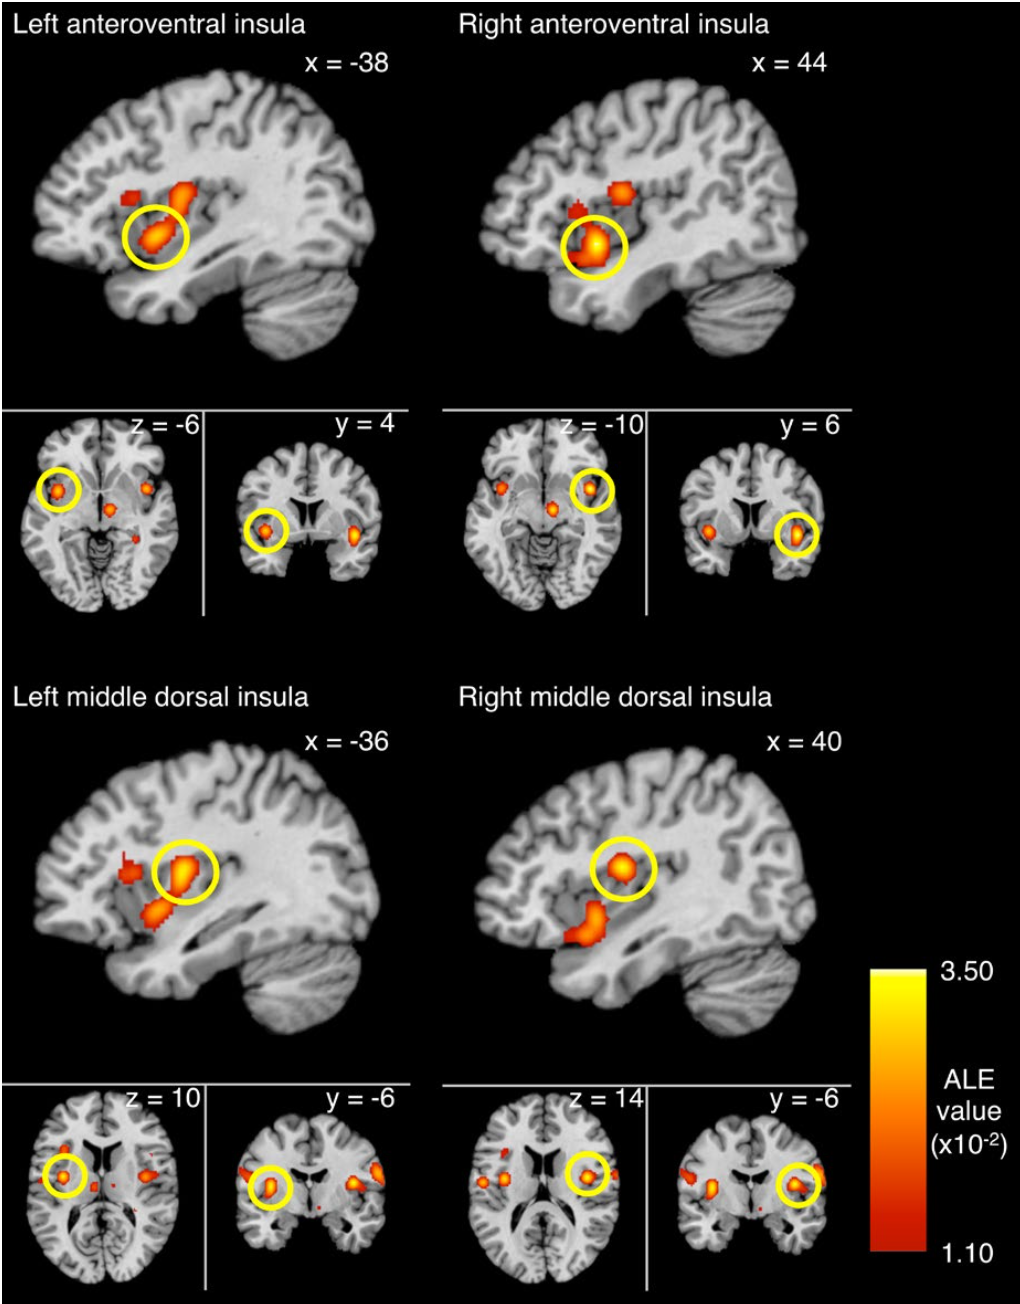 Left anteroventral insula
x = -38
Right anteroventral insula
x = 44
z = -6
y = 4
z = -10
y = 6
Left middle dorsal insula
x = -36
Right middle dorsal insula
x = 40
3.50
ALE
value
(x10⁻²)
1.10
z = 10
y = -6
z = 14
y = -6